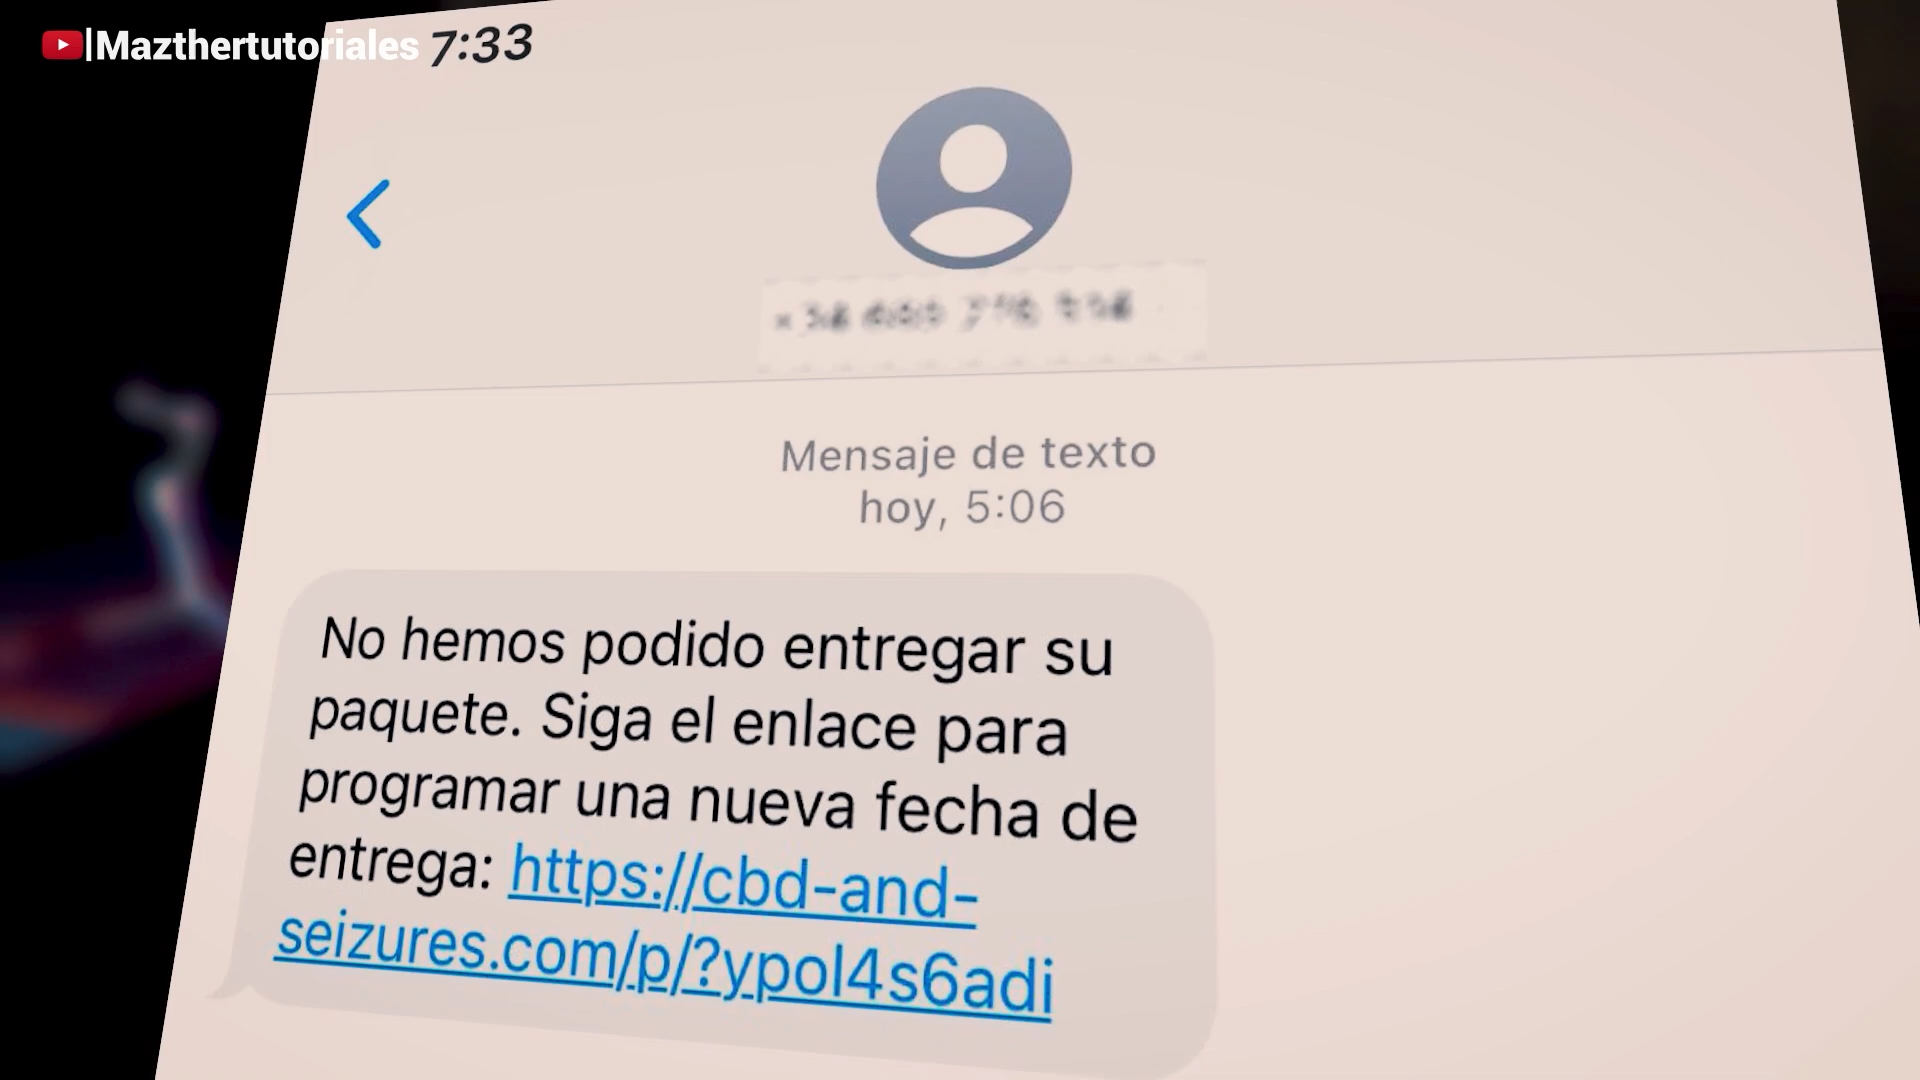 |Mazthertutoriales 7:33
Mensaje de texto
hoy, 5:06
No hemos podido entregar su
paquete. Siga el enlace para
programar una nueva fecha de
entrega: https://cbd-and-
seizures.com/p/?ypol4s6adi